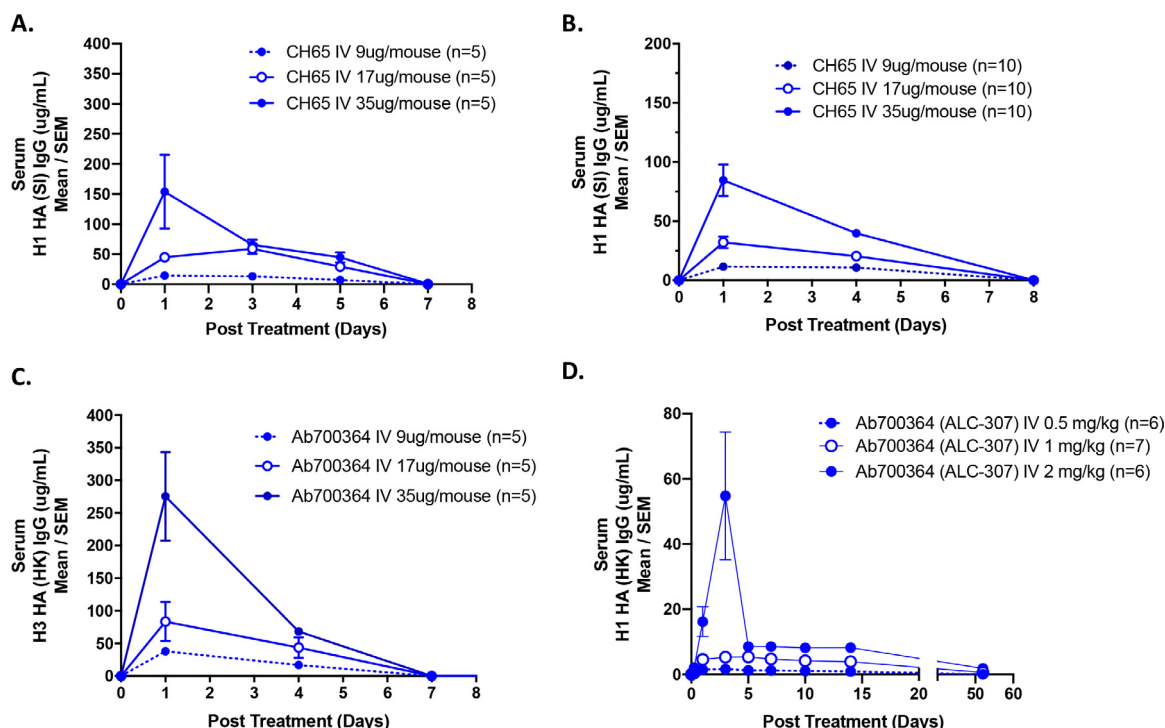 A.
400
350
300
250
200
150
100
50
0
0 1 2 3 4 5 6 7 8
Serum
H1 HA (SI) IgG (ug/mL)
Mean / SEM
Post Treatment (Days)
CH65 IV 9ug/mouse (n=5)
CH65 IV 17ug/mouse (n=5)
CH65 IV 35ug/mouse (n=5)
B.
200
150
100
50
0
0 1 2 3 4 5 6 7 8
Serum
H1 HA (SI) IgG (ug/mL)
Mean / SEM
Post Treatment (Days)
CH65 IV 9ug/mouse (n=10)
CH65 IV 17ug/mouse (n=10)
CH65 IV 35ug/mouse (n=10)
C.
400
350
300
250
200
150
100
50
0
0 1 2 3 4 5 6 7 8
Serum
H3 HA (HK) IgG (ug/mL)
Mean / SEM
Post Treatment (Days)
Ab700364 IV 9ug/mouse (n=5)
Ab700364 IV 17ug/mouse (n=5)
Ab700364 IV 35ug/mouse (n=5)
D.
80
60
40
20
0
0 5 10 15 20 50 60
Serum
H1 HA (HK) IgG (ug/mL)
Mean / SEM
Post Treatment (Days)
Ab700364 (ALC-307) IV 0.5 mg/kg (n=6)
Ab700364 (ALC-307) IV 1 mg/kg (n=7)
Ab700364 (ALC-307) IV 2 mg/kg (n=6)